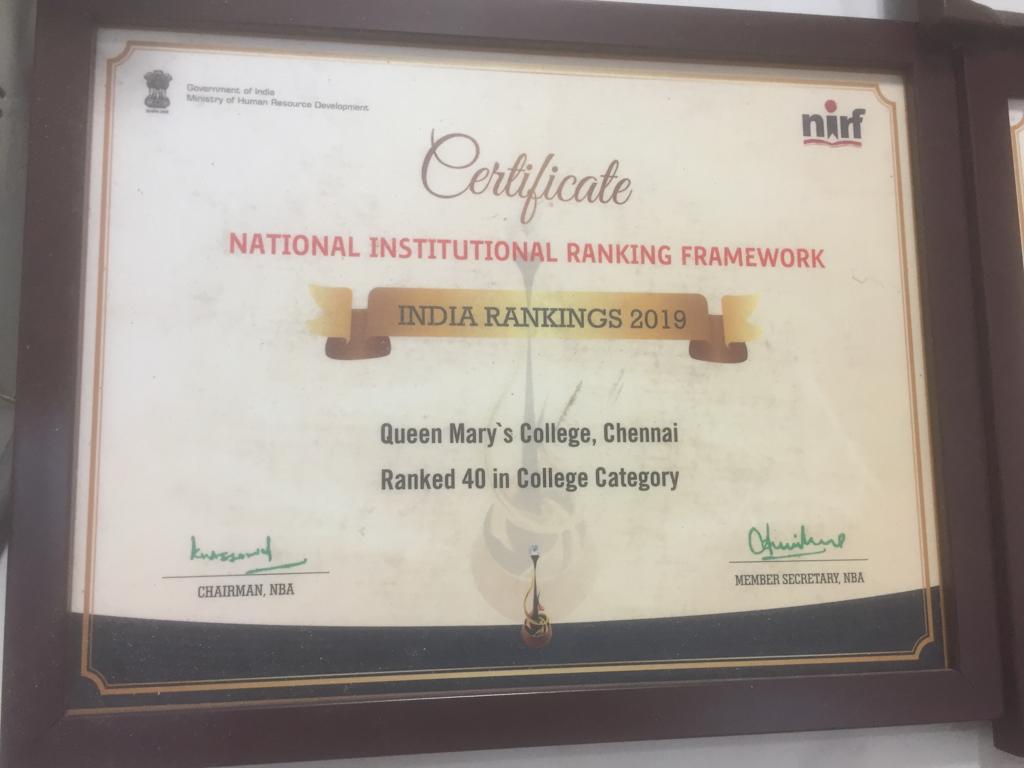 Government of India
Ministry of Human Resource Development
nirf
Certificate
NATIONAL INSTITUTIONAL RANKING FRAMEWORK
INDIA RANKINGS 2019
Queen Mary`s College, Chennai
Ranked 40 in College Category
CHAIRMAN, NBA
MEMBER SECRETARY, NBA